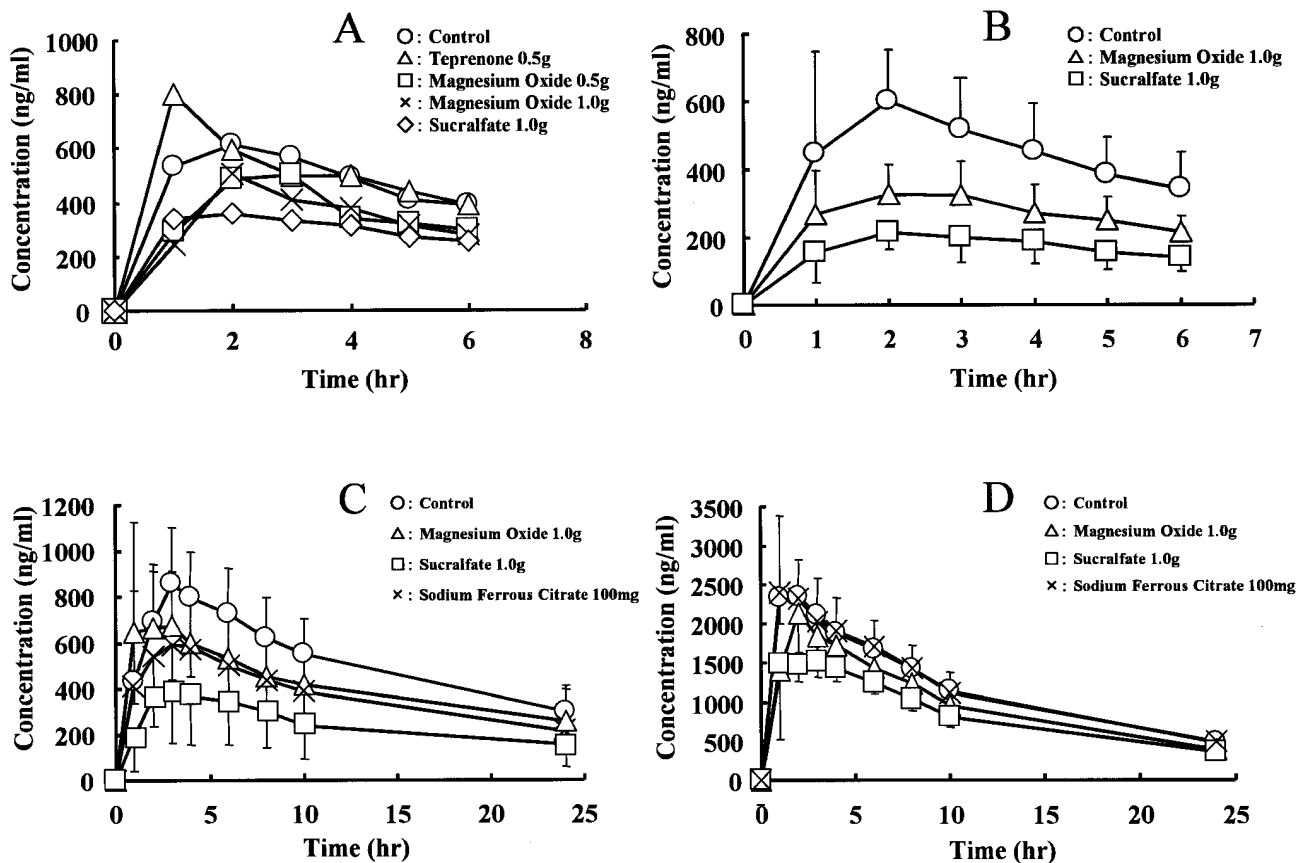 A
○: Control
△: Teprenone 0.5g
□: Magnesium Oxide 0.5g
×: Magnesium Oxide 1.0g
◇: Sucralfate 1.0g
Concentration (ng/ml)
1000
800
600
400
200
0
0 2 4 6 8
Time (hr)
B
○: Control
△: Magnesium Oxide 1.0g
□: Sucralfate 1.0g
Concentration (ng/ml)
800
600
400
200
0
0 1 2 3 4 5 6 7
Time (hr)
C
○: Control
△: Magnesium Oxide 1.0g
□: Sucralfate 1.0g
×: Sodium Ferrous Citrate 100mg
Concentration (ng/ml)
1200
1000
800
600
400
200
0
0 5 10 15 20 25
Time (hr)
D
○: Control
△: Magnesium Oxide 1.0g
□: Sucralfate 1.0g
×: Sodium Ferrous Citrate 100mg
Concentration (ng/ml)
3500
3000
2500
2000
1500
1000
500
0
0 5 10 15 20 25
Time (hr)